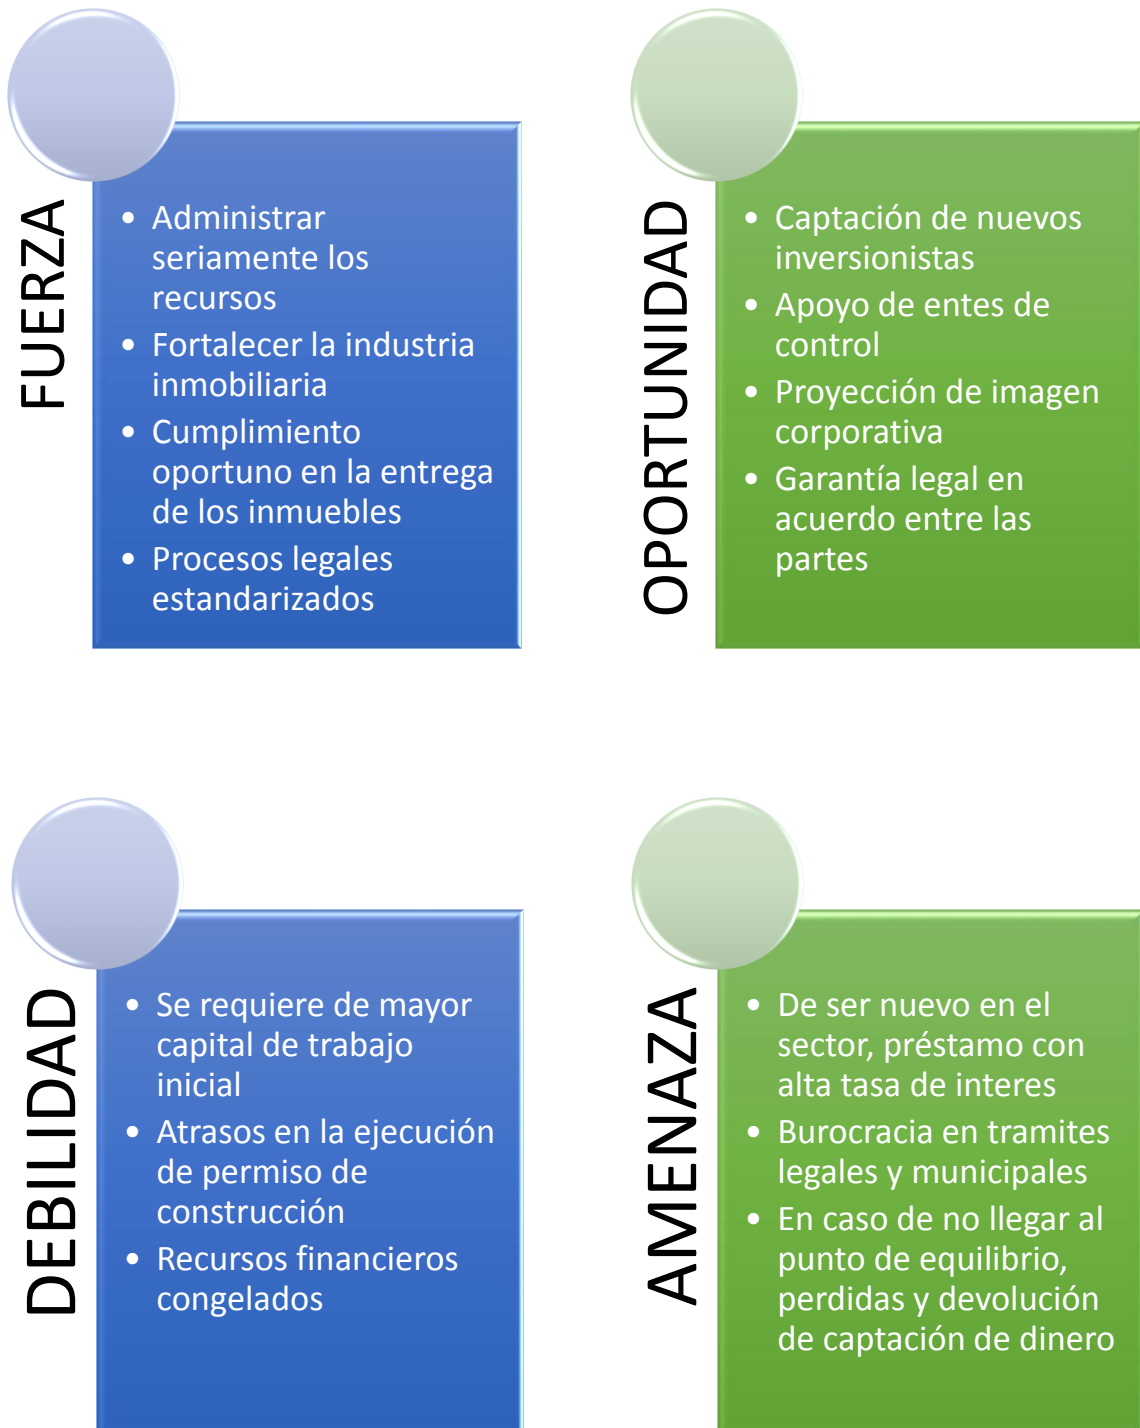 FUERZA
• Administrar
seriamente los
recursos
• Fortalecer la industria
inmobiliaria
• Cumplimiento
oportuno en la entrega
de los inmuebles
• Procesos legales
estandarizados
OPORTUNIDAD
• Captación de nuevos
inversionistas
• Apoyo de entes de
control
• Proyección de imagen
corporativa
• Garantía legal en
acuerdo entre las
partes
DEBILIDAD
• Se requiere de mayor
capital de trabajo
inicial
• Atrasos en la ejecución
de permiso de
construcción
• Recursos financieros
congelados
AMENAZA
• De ser nuevo en el
sector, préstamo con
alta tasa de interes
• Burocracia en tramites
legales y municipales
• En caso de no llegar al
punto de equilibrio,
perdidas y devolución
de captación de dinero